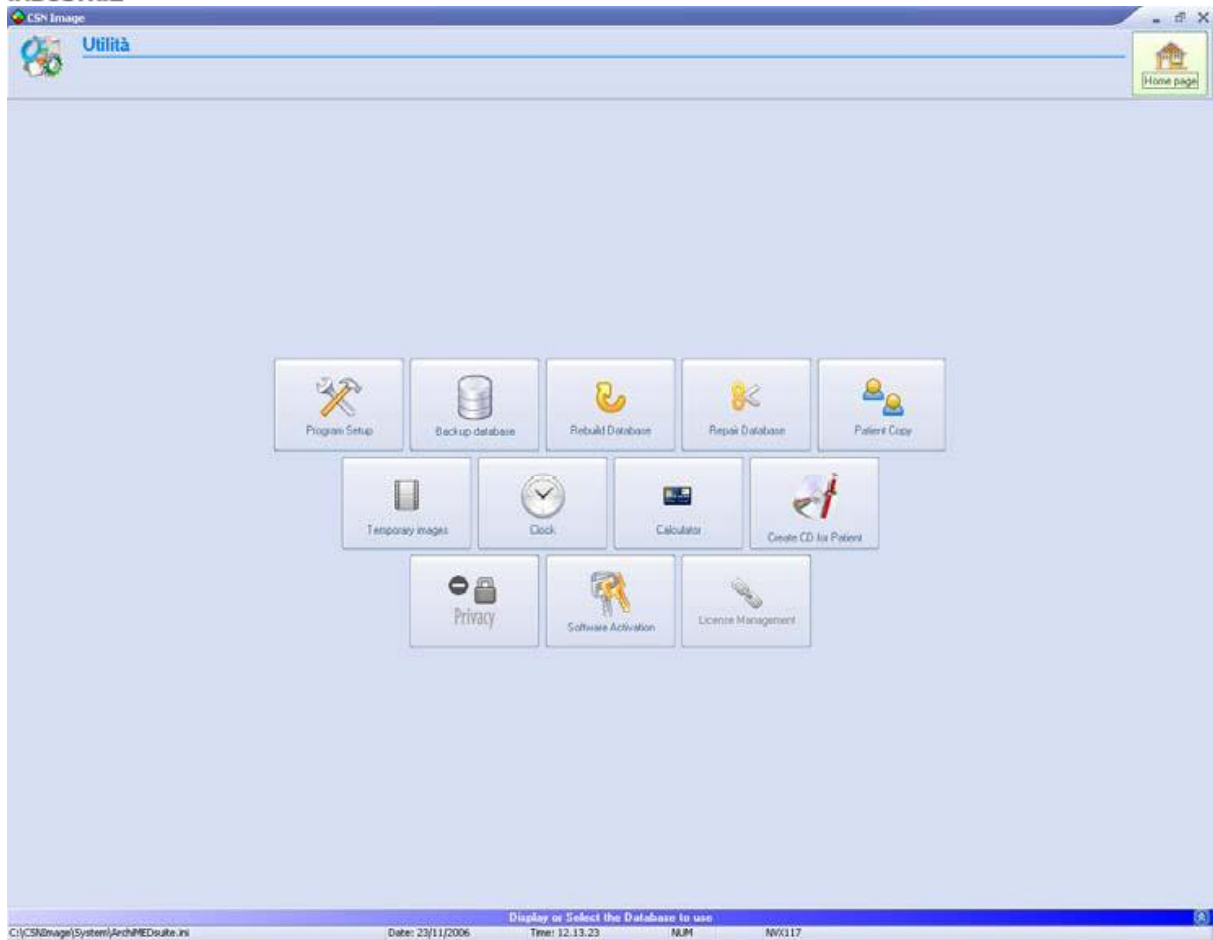 CSN Image
Utilità
Home page
Program Setup
Backup database
Rebuild Database
Repair Database
Patient Copy
Temporary images
Clock
Calculator
Create CD for Patient
Privacy
Software Activation
License Management
Display or Select the Database to use
C:\CSNImage\System\ArchiMEDsuite.ini Date: 23/11/2006 Time: 12.13.23 NUM NVX117